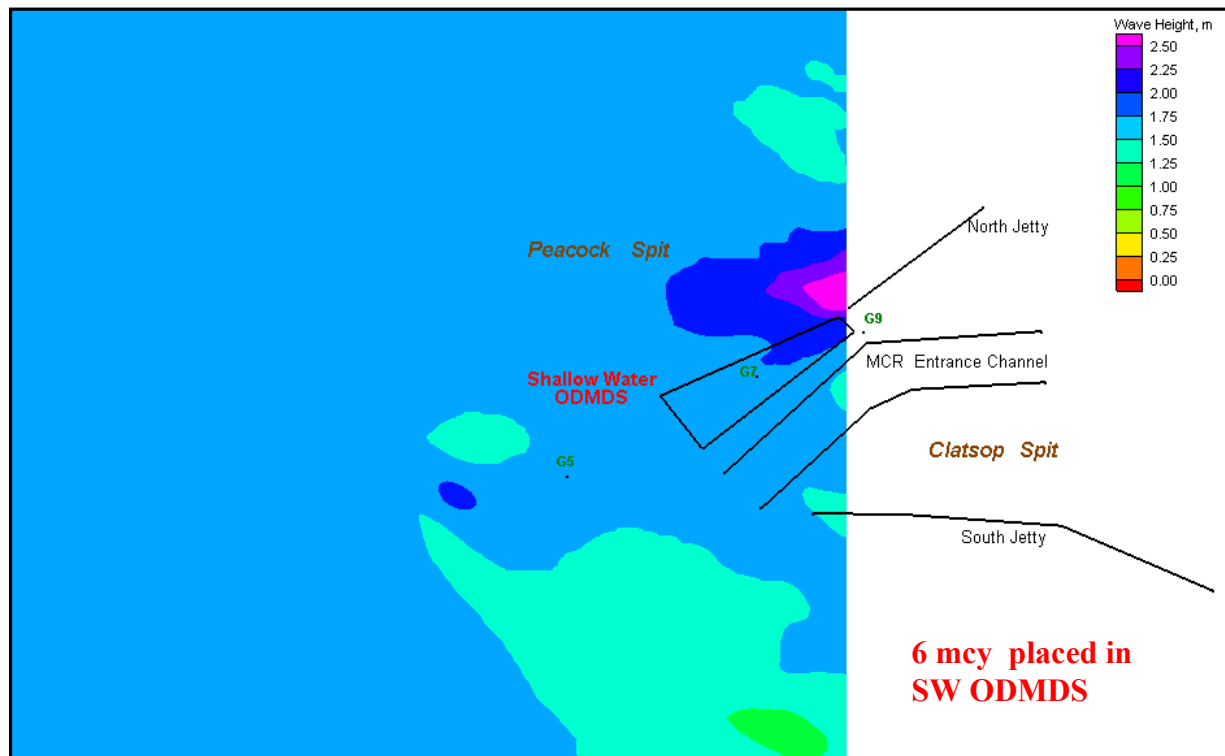 Wave Height, m
2.50
2.25
2.00
1.75
1.50
1.25
1.00
0.75
0.50
0.25
0.00
North Jetty
Peacock Spit
G9
MCR Entrance Channel
G7
Shallow Water
ODMDS
Clatsop Spit
G5
South Jetty
6 mcy placed in
SW ODMDS